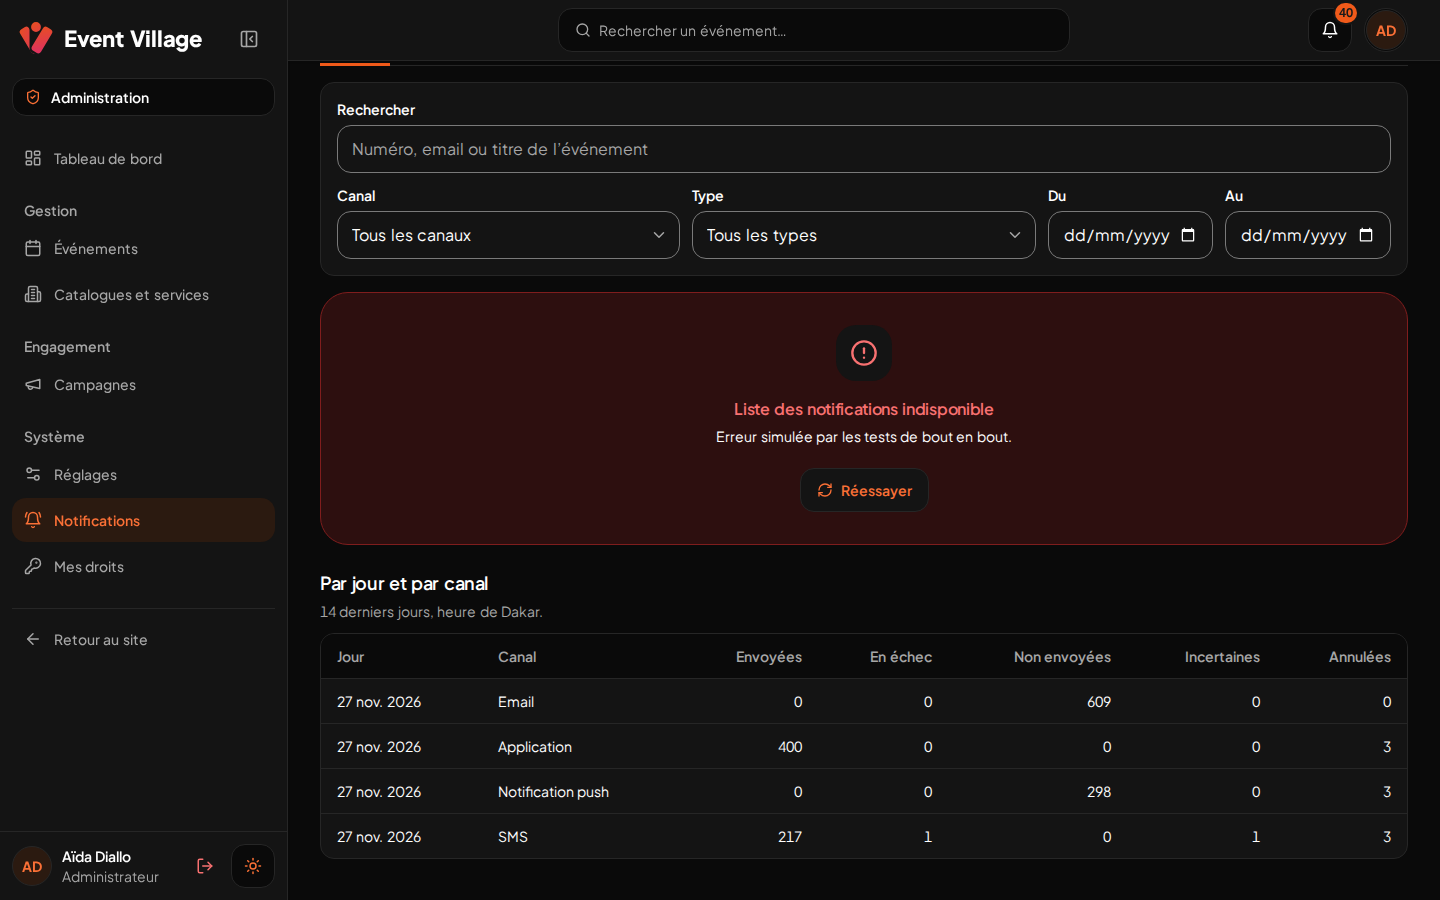 Event Village
Rechercher un événement...
40
AD
Administration
Tableau de bord
Gestion
Événements
Catalogues et services
Engagement
Campagnes
Système
Réglages
Notifications
Mes droits
Retour au site
AD
Aïda Diallo
Administrateur
Rechercher
Numéro, email ou titre de l'événement
Canal Type Du Au
Tous les canaux Tous les types dd/mm/yyyy dd/mm/yyyy
Liste des notifications indisponible
Erreur simulée par les tests de bout en bout.
Réessayer
Par jour et par canal
14 derniers jours, heure de Dakar.
Jour Canal Envoyées En échec Non envoyées Incertaines Annulées
27 nov. 2026 Email 0 0 609 0 0
27 nov. 2026 Application 400 0 0 0 3
27 nov. 2026 Notification push 0 0 298 0 3
27 nov. 2026 SMS 217 1 0 1 3